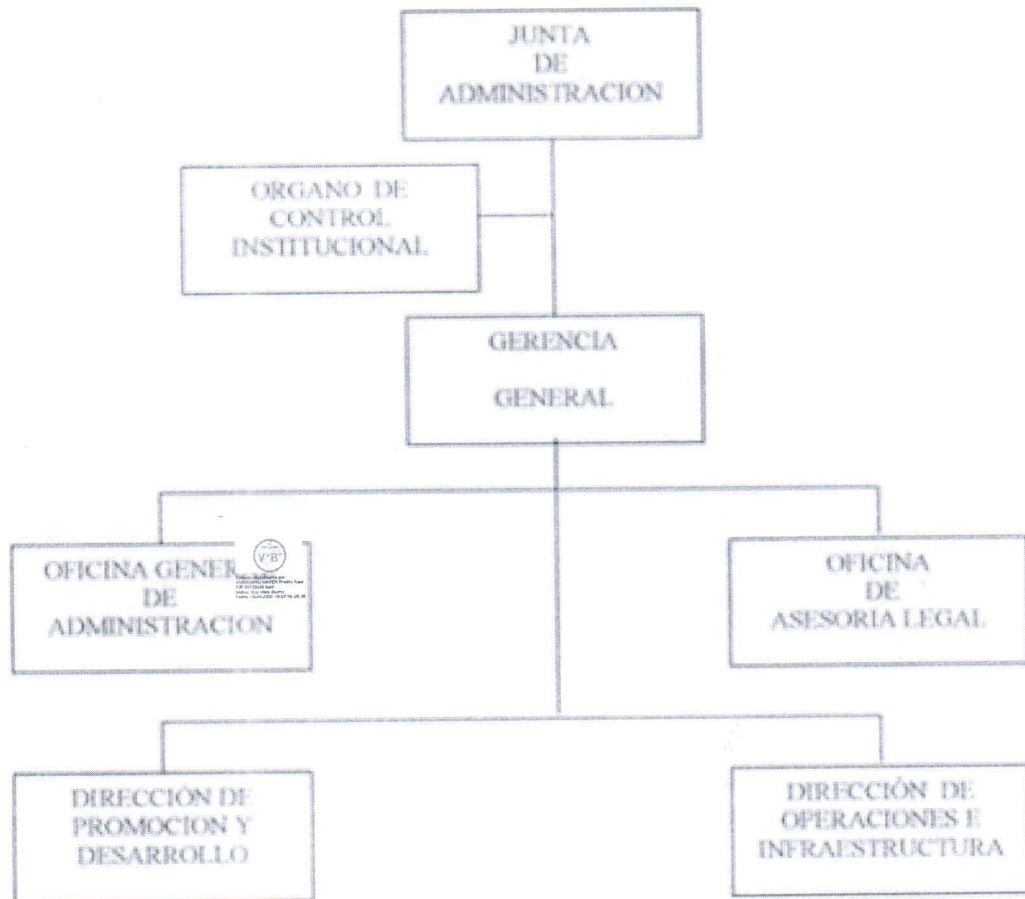 JUNTA
DE
ADMINISTRACION
ORGANO DE
CONTROL
INSTITUCIONAL
GERENCIA
GENERAL
OFICINA GENER
DE
ADMINISTRACION
V°B°
OFICINA
DE
ASESORIA LEGAL
DIRECCIÓN DE
PROMOCION Y
DESARROLLO
DIRECCIÓN DE
OPERACIONES E
INFRAESTRUCTURA